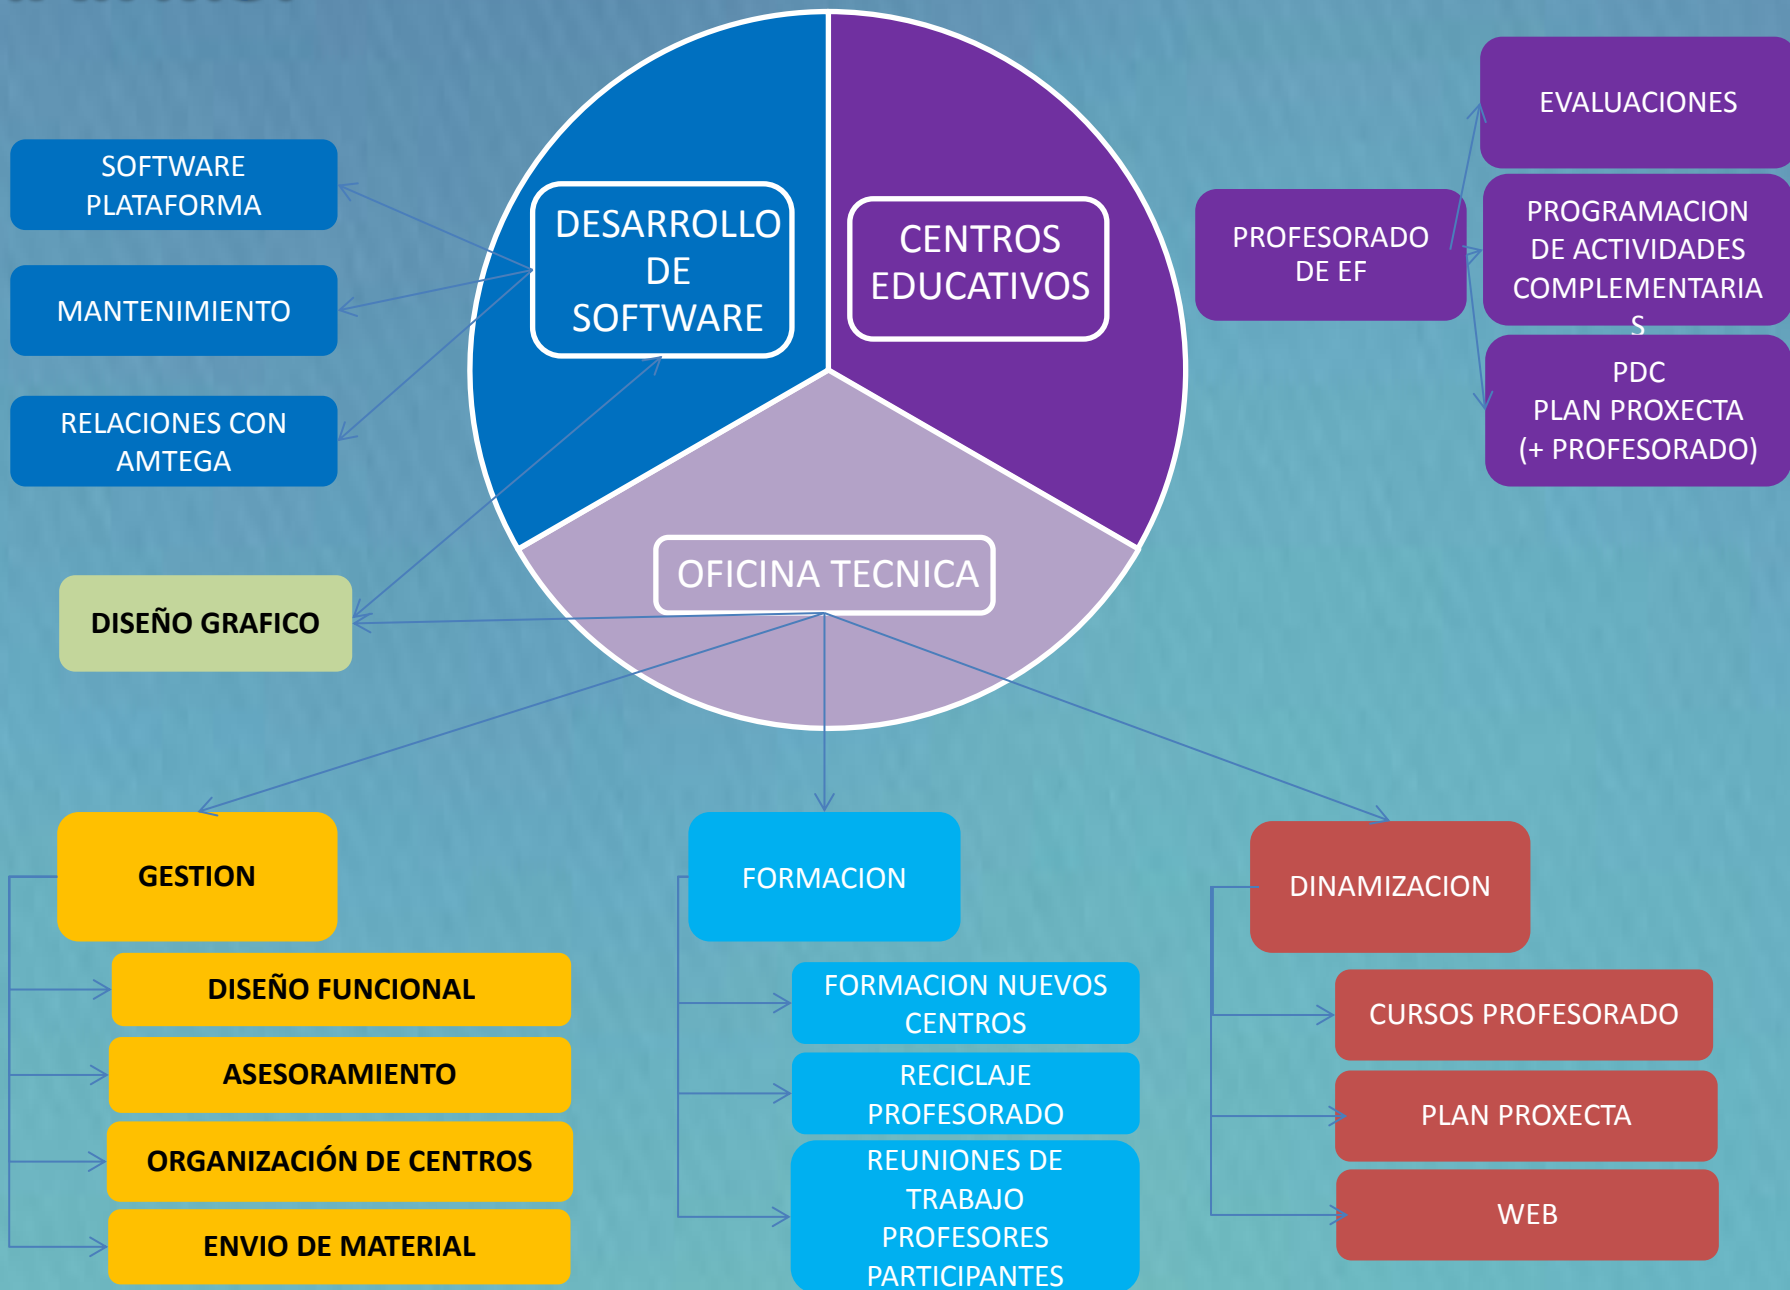 DESARROLLO
DE
SOFTWARE
CENTROS
EDUCATIVOS
OFICINA TECNICA
SOFTWARE
PLATAFORMA
MANTENIMIENTO
RELACIONES CON
AMTEGA
DISEÑO GRAFICO
PROFESORADO
DE EF
EVALUACIONES
PROGRAMACION
DE ACTIVIDADES
COMPLEMENTARIA
S
PDC
PLAN PROXECTA
(+ PROFESORADO)
GESTION
DISEÑO FUNCIONAL
ASESORAMIENTO
ORGANIZACIÓN DE CENTROS
ENVIO DE MATERIAL
FORMACION
FORMACION NUEVOS
CENTROS
RECICLAJE
PROFESORADO
REUNIONES DE
TRABAJO
PROFESORES
PARTICIPANTES
DINAMIZACION
CURSOS PROFESORADO
PLAN PROXECTA
WEB